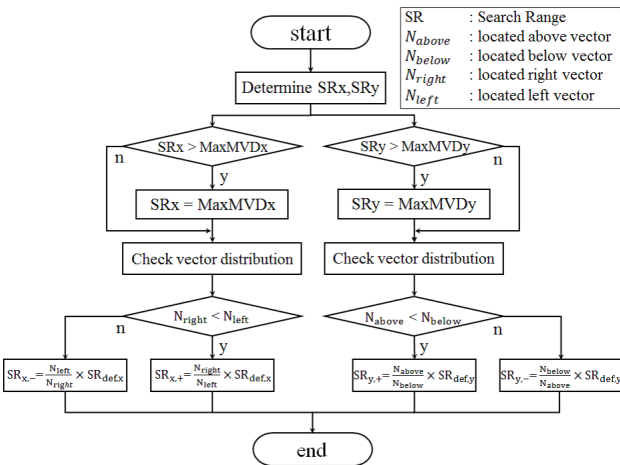 start
SR : Search Range
N_above : located above vector
N_below : located below vector
N_right : located right vector
N_left : located left vector
Determine SRx,SRy
SRx > MaxMVDx
SRy > MaxMVDy
n
n
y
y
SRx = MaxMVDx
SRy = MaxMVDy
Check vector distribution
Check vector distribution
N_right < N_left
N_above < N_below
n
y
y
n
SR_x,−=N_left/N_right × SR_def,x
SR_x,+=N_right/N_left × SR_def,x
SR_y,+=N_above/N_below × SR_def,y
SR_y,−=N_below/N_above × SR_def,y
end